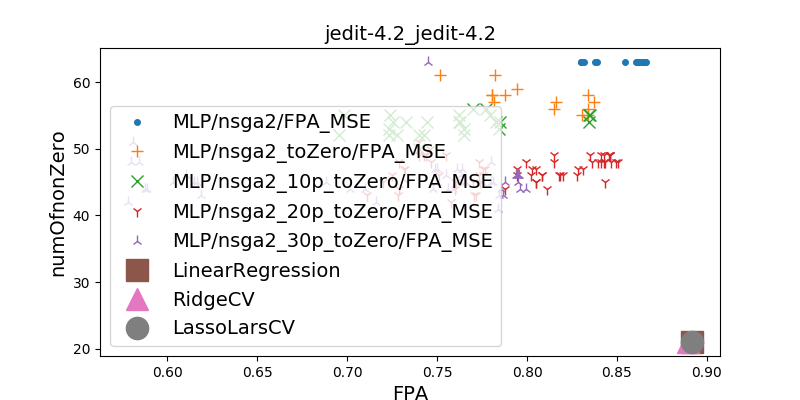 jedit-4.2_jedit-4.2
numOfnonZero
60
50
40
30
20
MLP/nsga2/FPA_MSE
MLP/nsga2_toZero/FPA_MSE
MLP/nsga2_10p_toZero/FPA_MSE
MLP/nsga2_20p_toZero/FPA_MSE
MLP/nsga2_30p_toZero/FPA_MSE
LinearRegression
RidgeCV
LassoLarsCV
0.60 0.65 0.70 0.75 0.80 0.85 0.90
FPA